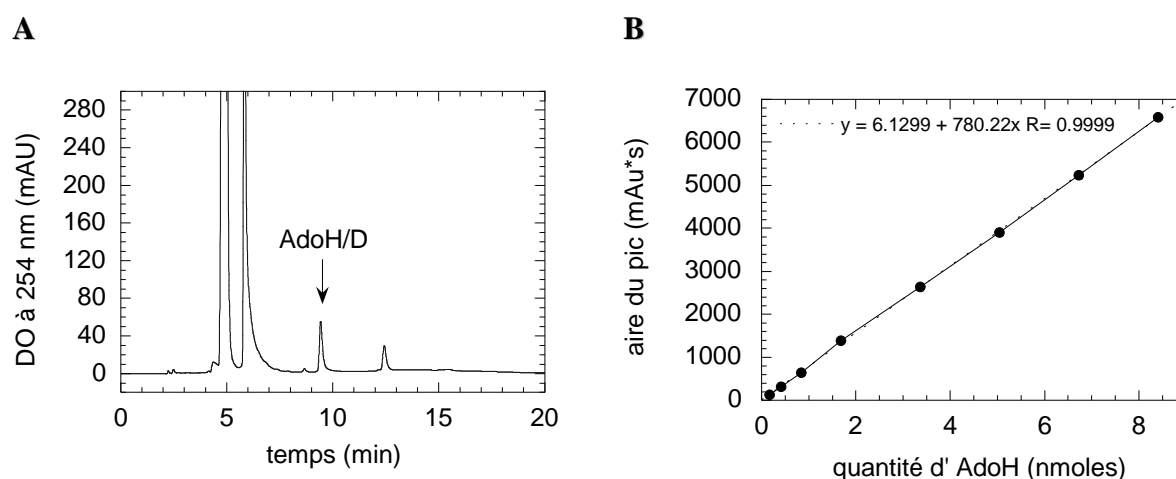 A
280
240
200
160
120
80
40
0
DO à 254 nm (mAU)
AdoH/D
0 5 10 15 20
temps (min)
B
7000
6000
5000
4000
3000
2000
1000
0
aire du pic (mAu*s)
y = 6.1299 + 780.22x R= 0.9999
0 2 4 6 8
quantité d' AdoH (nmoles)